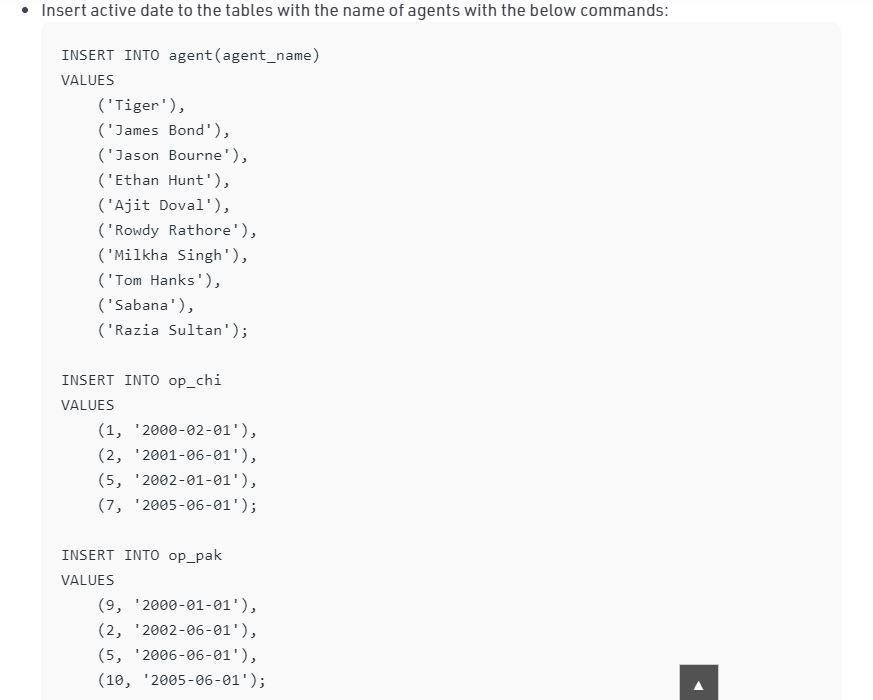 • Insert active date to the tables with the name of agents with the below commands:
INSERT INTO agent(agent_name)
VALUES
('Tiger'),
('James Bond'),
('Jason Bourne'),
('Ethan Hunt'),
('Ajit Doval'),
('Rowdy Rathore'),
('Milkha Singh'),
('Tom Hanks'),
('Sabana'),
('Razia Sultan');
INSERT INTO op_chi
VALUES
(1, '2000-02-01'),
(2, '2001-06-01'),
(5, '2002-01-01'),
(7, '2005-06-01');
INSERT INTO op_pak
VALUES
(9, '2000-01-01'),
(2, '2002-06-01'),
(5, '2006-06-01'),
(10, '2005-06-01');